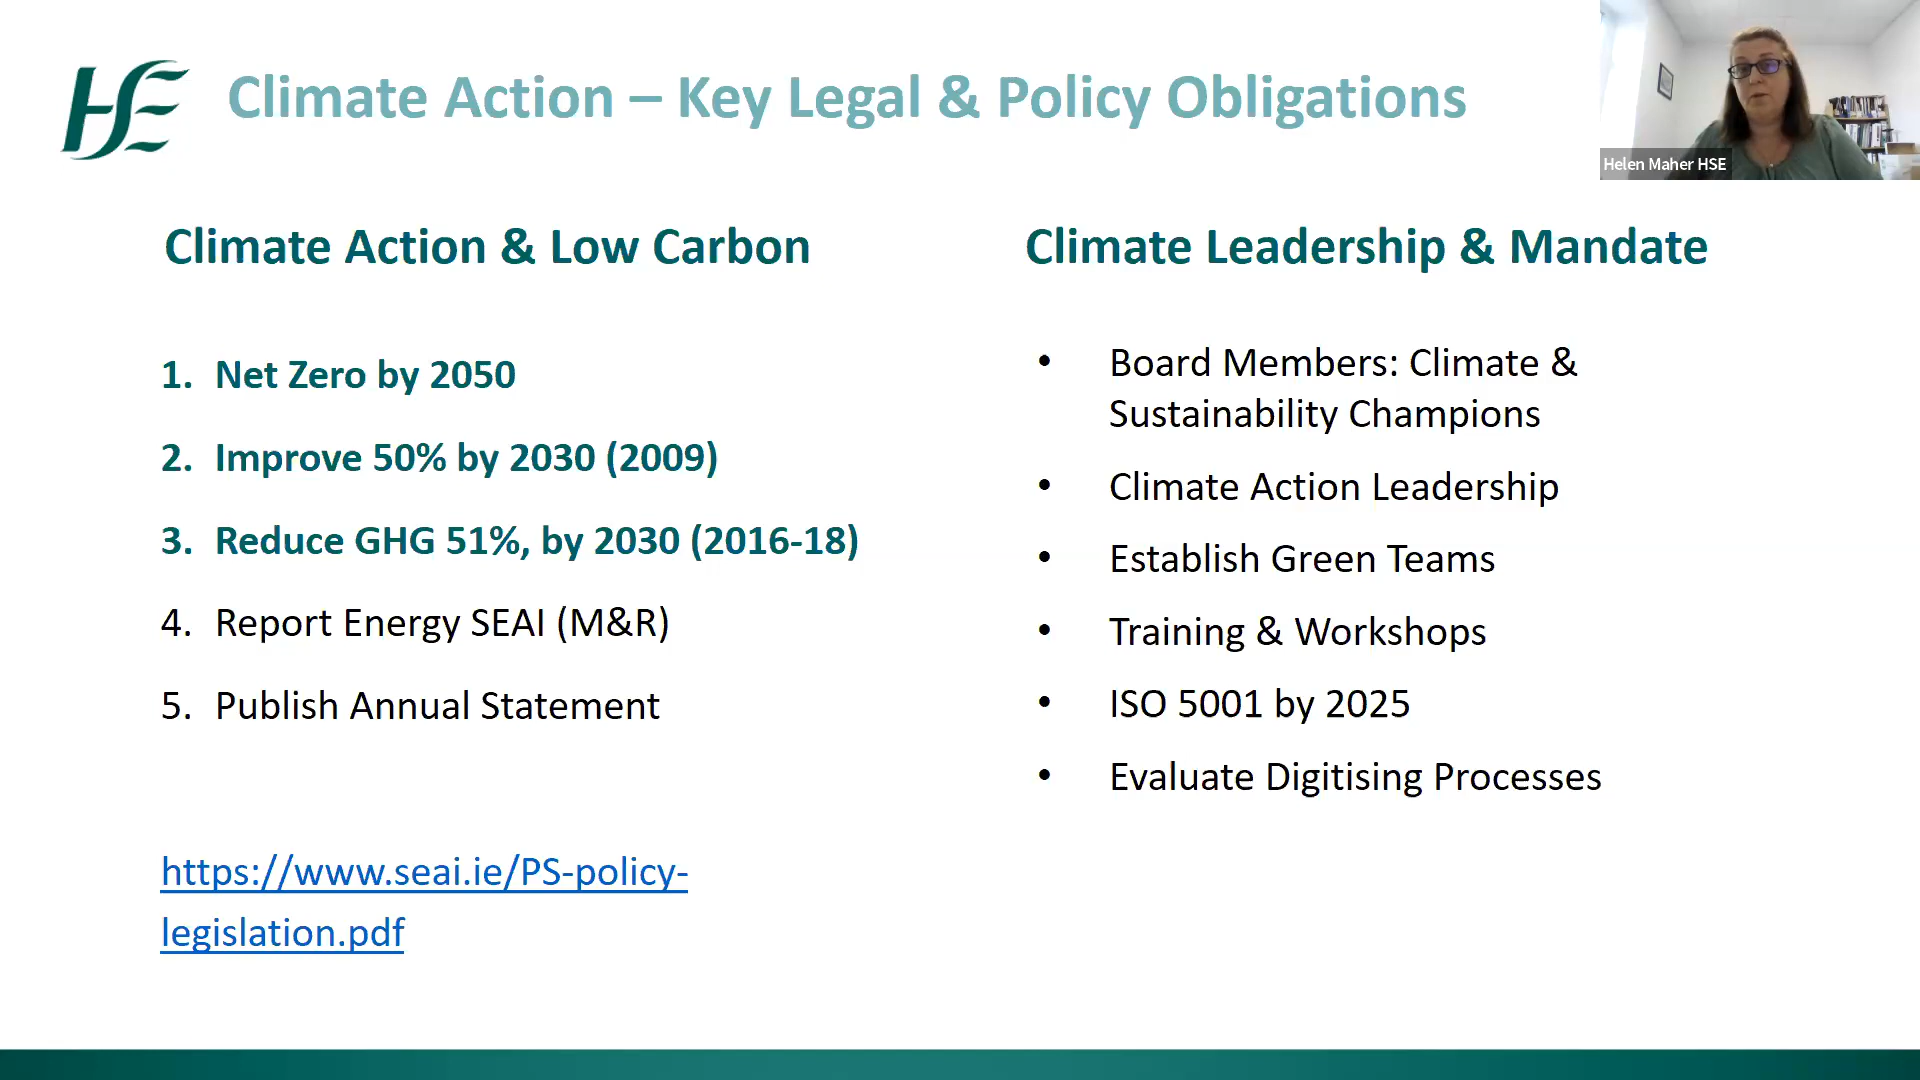 HSE
Climate Action – Key Legal & Policy Obligations
Helen Maher HSE
Climate Action & Low Carbon
1. Net Zero by 2050
2. Improve 50% by 2030 (2009)
3. Reduce GHG 51%, by 2030 (2016-18)
4. Report Energy SEAI (M&R)
5. Publish Annual Statement
https://www.seai.ie/PS-policy-
legislation.pdf
Climate Leadership & Mandate
• Board Members: Climate &
Sustainability Champions
• Climate Action Leadership
• Establish Green Teams
• Training & Workshops
• ISO 5001 by 2025
• Evaluate Digitising Processes